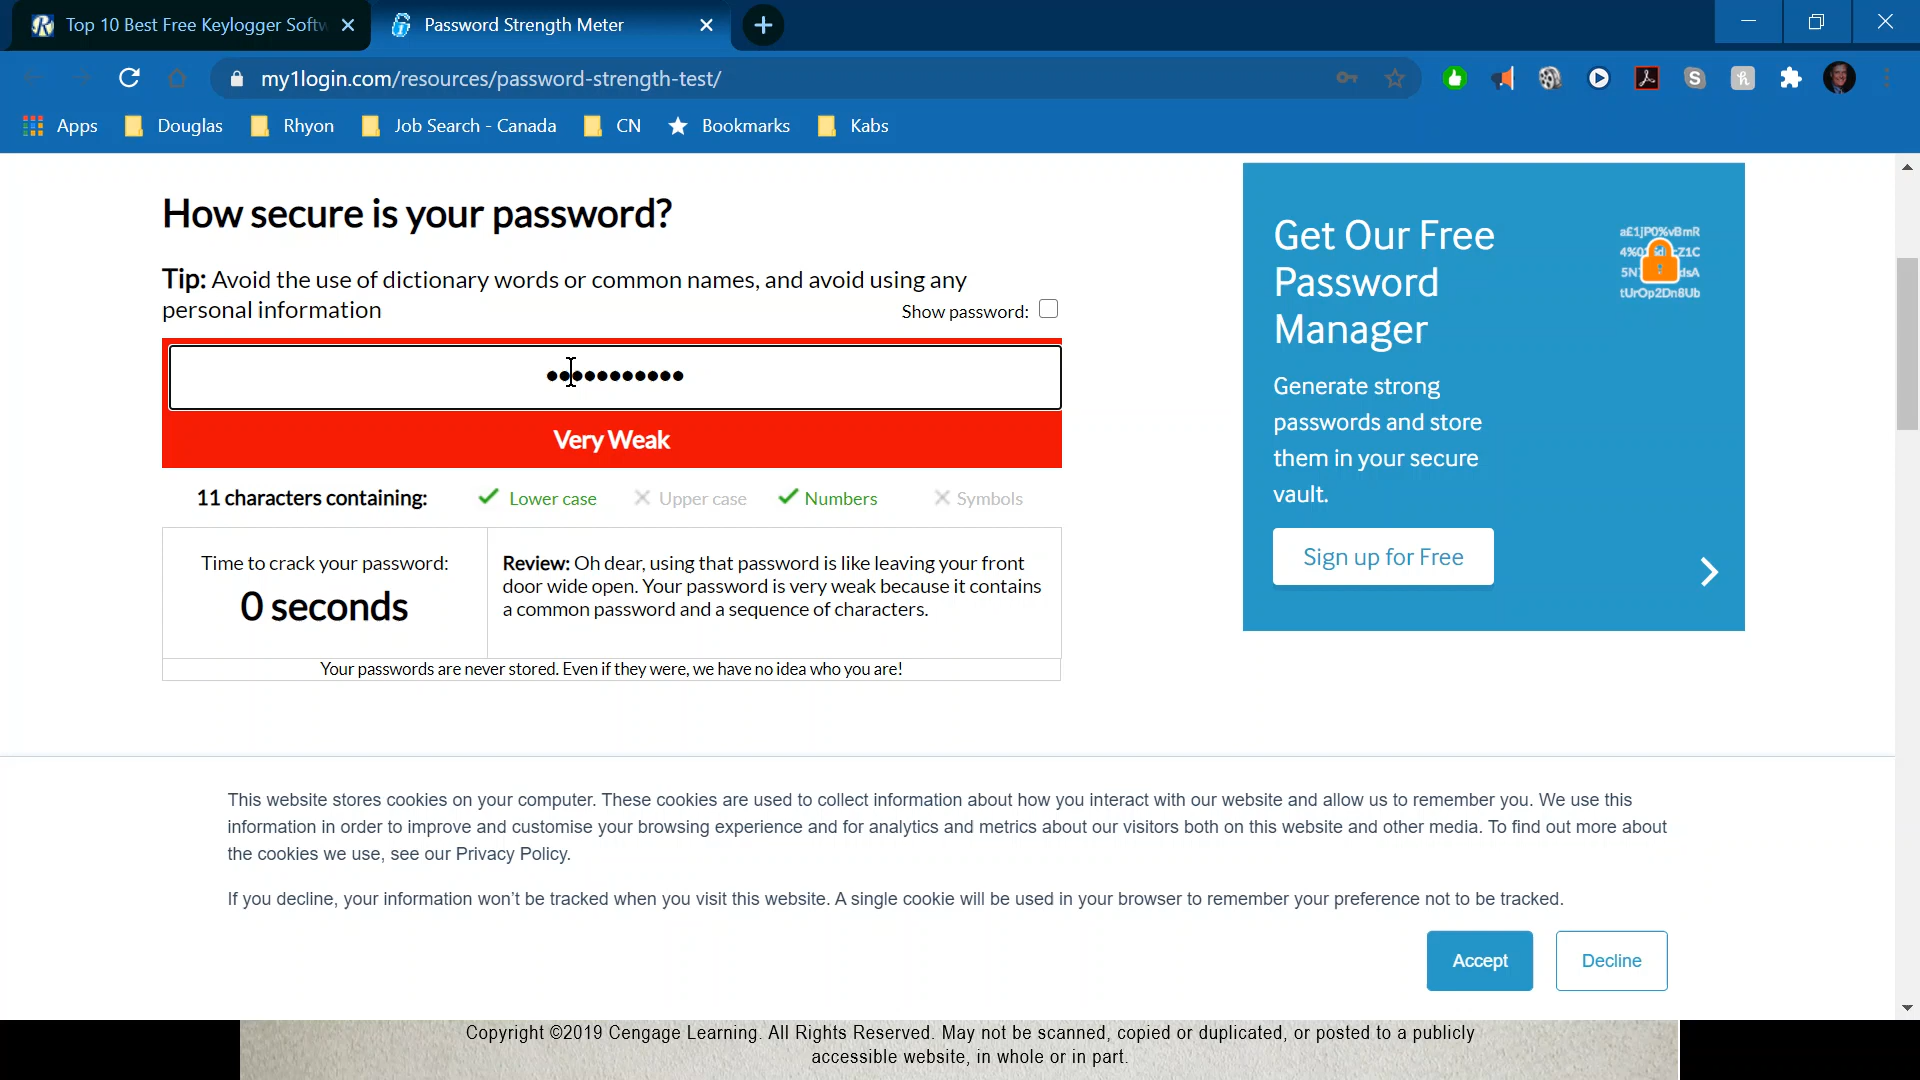 Top 10 Best Free Keylogger Softw
Password Strength Meter
my1login.com/resources/password-strength-test/
Apps
Douglas
Rhyon
Job Search - Canada
CN
Bookmarks
Kabs
How secure is your password?
Tip: Avoid the use of dictionary words or common names, and avoid using any
personal information
Show password:
•••••••••••
Very Weak
11 characters containing:
Lower case
Upper case
Numbers
Symbols
Time to crack your password:
0 seconds
Review: Oh dear, using that password is like leaving your front
door wide open. Your password is very weak because it contains
a common password and a sequence of characters.
Your passwords are never stored. Even if they were, we have no idea who you are!
Get Our Free
Password
Manager
Generate strong
passwords and store
them in your secure
vault.
Sign up for Free
This website stores cookies on your computer. These cookies are used to collect information about how you interact with our website and allow us to remember you. We use this
information in order to improve and customise your browsing experience and for analytics and metrics about our visitors both on this website and other media. To find out more about
the cookies we use, see our Privacy Policy.
If you decline, your information won't be tracked when you visit this website. A single cookie will be used in your browser to remember your preference not to be tracked.
Accept
Decline
Copyright ©2019 Cengage Learning. All Rights Reserved. May not be scanned, copied or duplicated, or posted to a publicly
accessible website, in whole or in part.